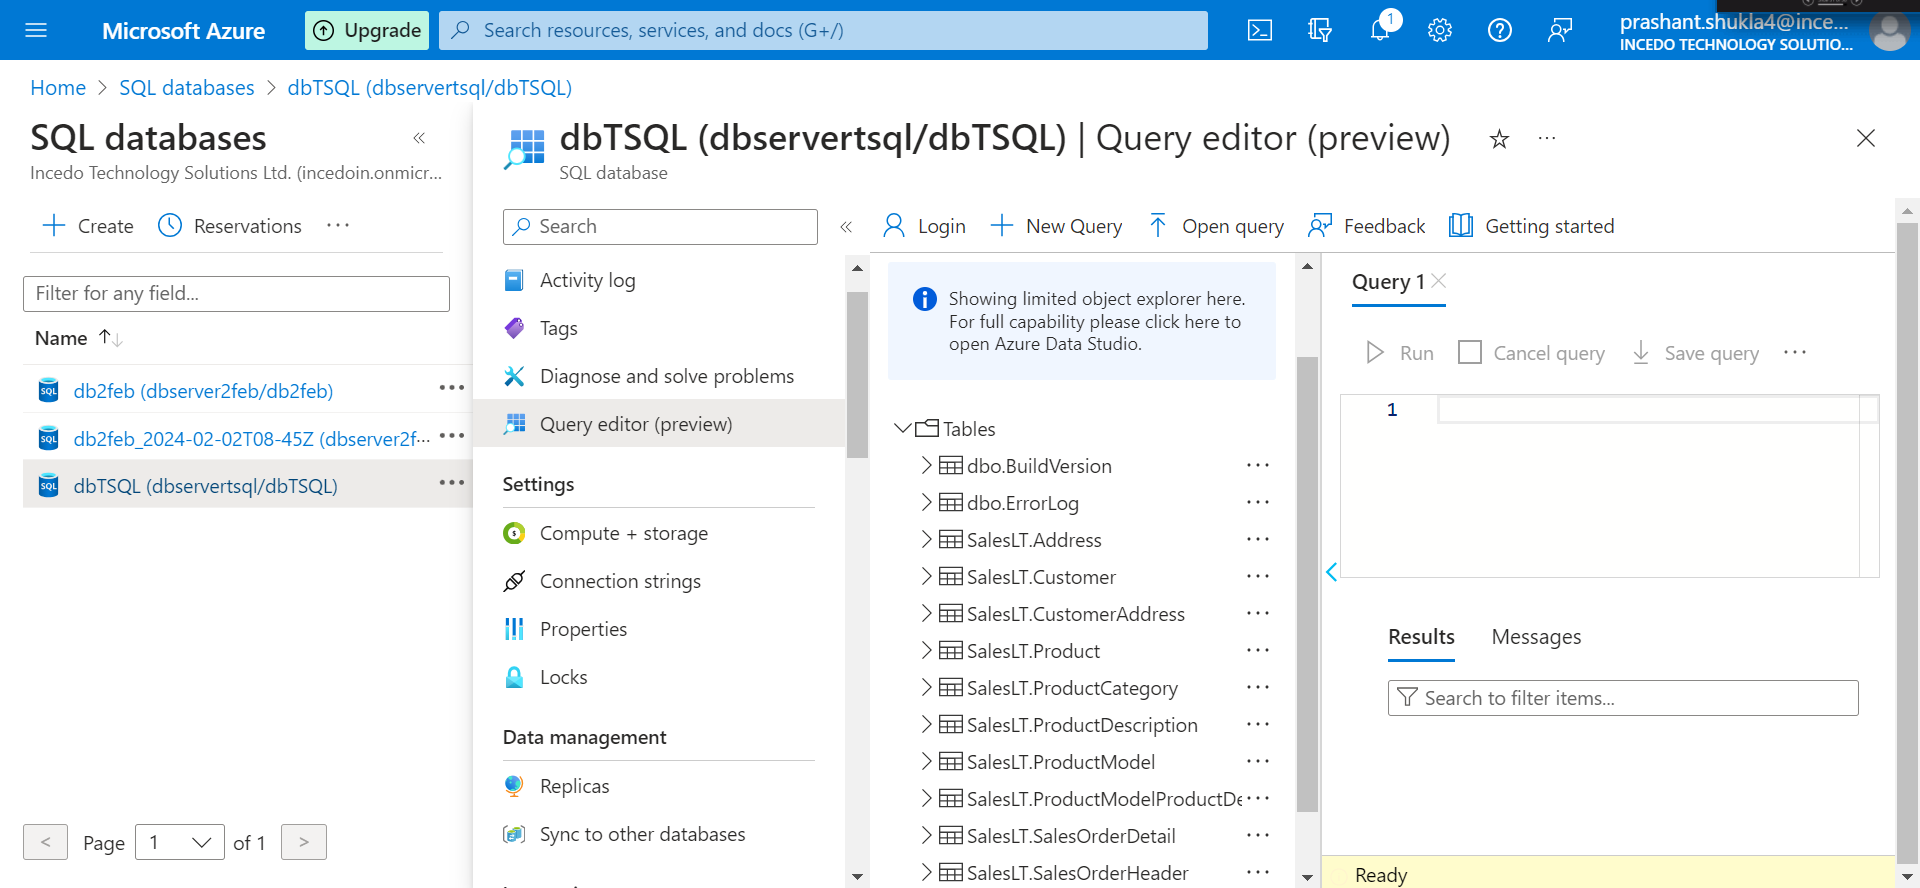 Microsoft Azure
Upgrade
Search resources, services, and docs (G+/)
1
prashant.shukla4@ince...
INCEDO TECHNOLOGY SOLUTIO...
Home > SQL databases > dbTSQL (dbservertsql/dbTSQL)
SQL databases
Incedo Technology Solutions Ltd. (incedoin.onmicr...
Create
Reservations
...
Filter for any field...
Name
db2feb (dbserver2feb/db2feb)
...
db2feb_2024-02-02T08-45Z (dbserver2f...
...
dbTSQL (dbservertsql/dbTSQL)
...
< Page 1 of 1 >
dbTSQL (dbservertsql/dbTSQL) | Query editor (preview)
...
SQL database
Search
Activity log
Tags
Diagnose and solve problems
Query editor (preview)
Settings
Compute + storage
Connection strings
Properties
Locks
Data management
Replicas
Sync to other databases
Login
New Query
Open query
Feedback
Getting started
Showing limited object explorer here.
For full capability please click here to
open Azure Data Studio.
Tables
dbo.BuildVersion
...
dbo.ErrorLog
...
SalesLT.Address
...
SalesLT.Customer
...
SalesLT.CustomerAddress
...
SalesLT.Product
...
SalesLT.ProductCategory
...
SalesLT.ProductDescription
...
SalesLT.ProductModel
...
SalesLT.ProductModelProductDe
...
SalesLT.SalesOrderDetail
...
SalesLT.SalesOrderHeader
...
Query 1
Run
Cancel query
Save query
...
1
Results
Messages
Search to filter items...
Ready